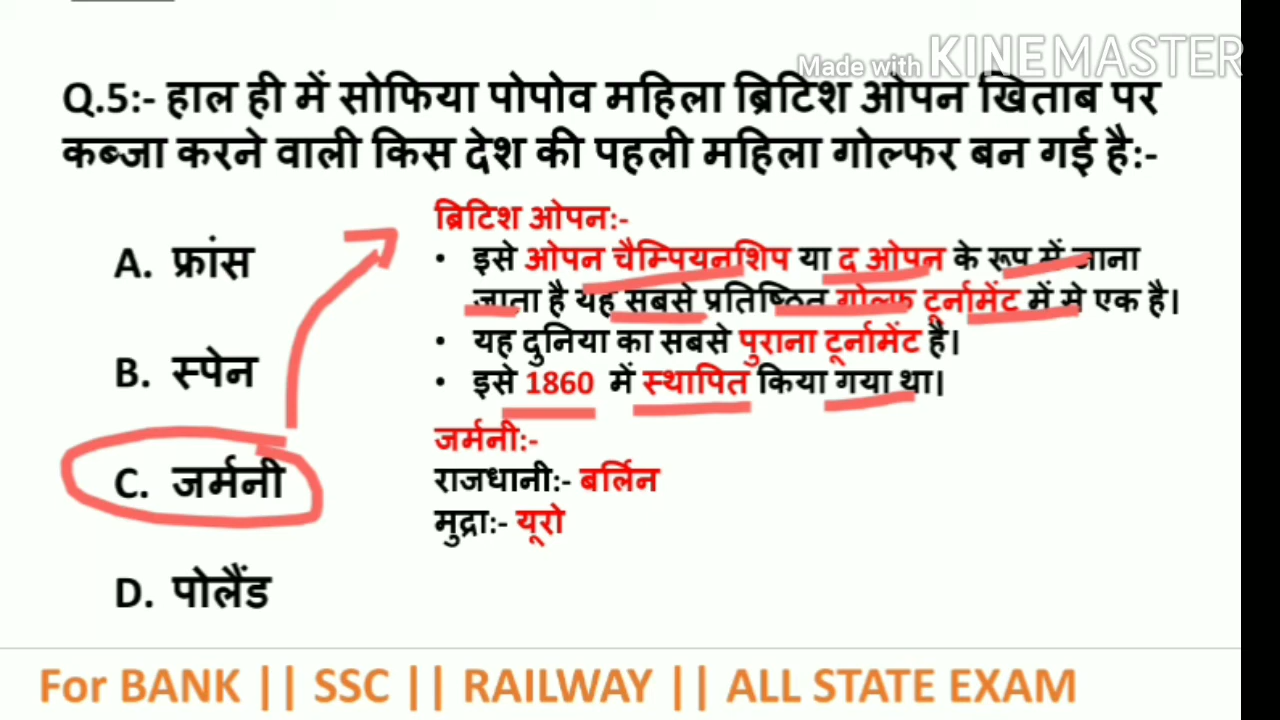 Made with KINEMASTER
Q.5:- हाल ही में सोफिया पोपोव महिला ब्रिटिश ओपन खिताब पर
कब्जा करने वाली किस देश की पहली महिला गोल्फर बन गई है:-
A. फ्रांस
B. स्पेन
C. जर्मनी
D. पोलैंड
ब्रिटिश ओपन:-
• इसे ओपन चैम्पियनशिप या द ओपन के रूप में जाना
जाता है यह सबसे प्रतिष्ठित गोल्फ टूर्नामेंट में से एक है।
• यह दुनिया का सबसे पुराना टूर्नामेंट है।
• इसे 1860 में स्थापित किया गया था।
जर्मनी:-
राजधानी:- बर्लिन
मुद्रा:- यूरो
For BANK || SSC || RAILWAY || ALL STATE EXAM